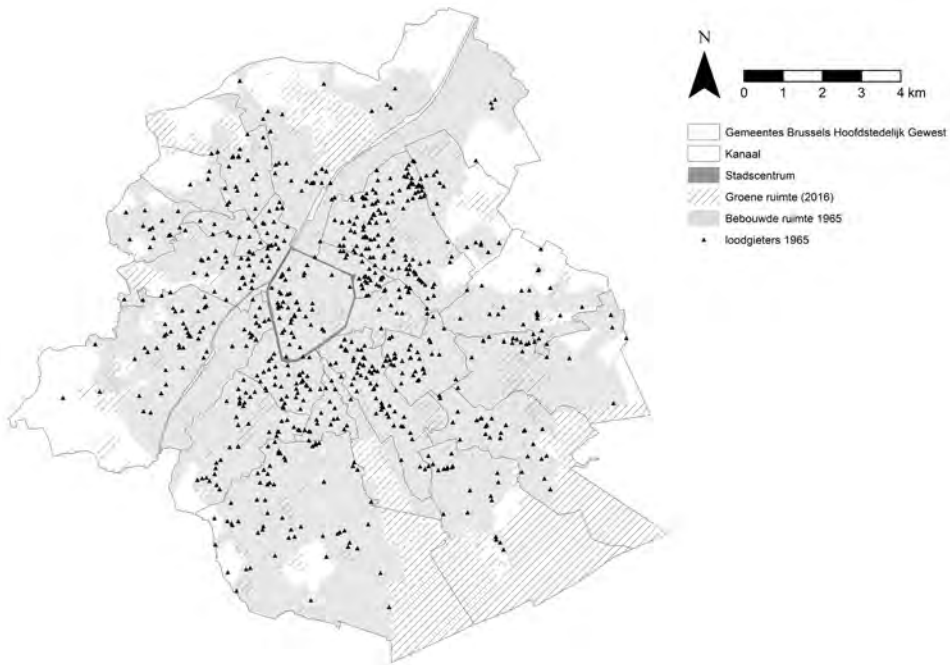 N
0 1 2 3 4 km
Gemeentes Brussels Hoofdstedelijk Gewest
Kanaal
Stadscentrum
Groene ruimte (2016)
Bebouwde ruimte 1965
loodgieters 1965